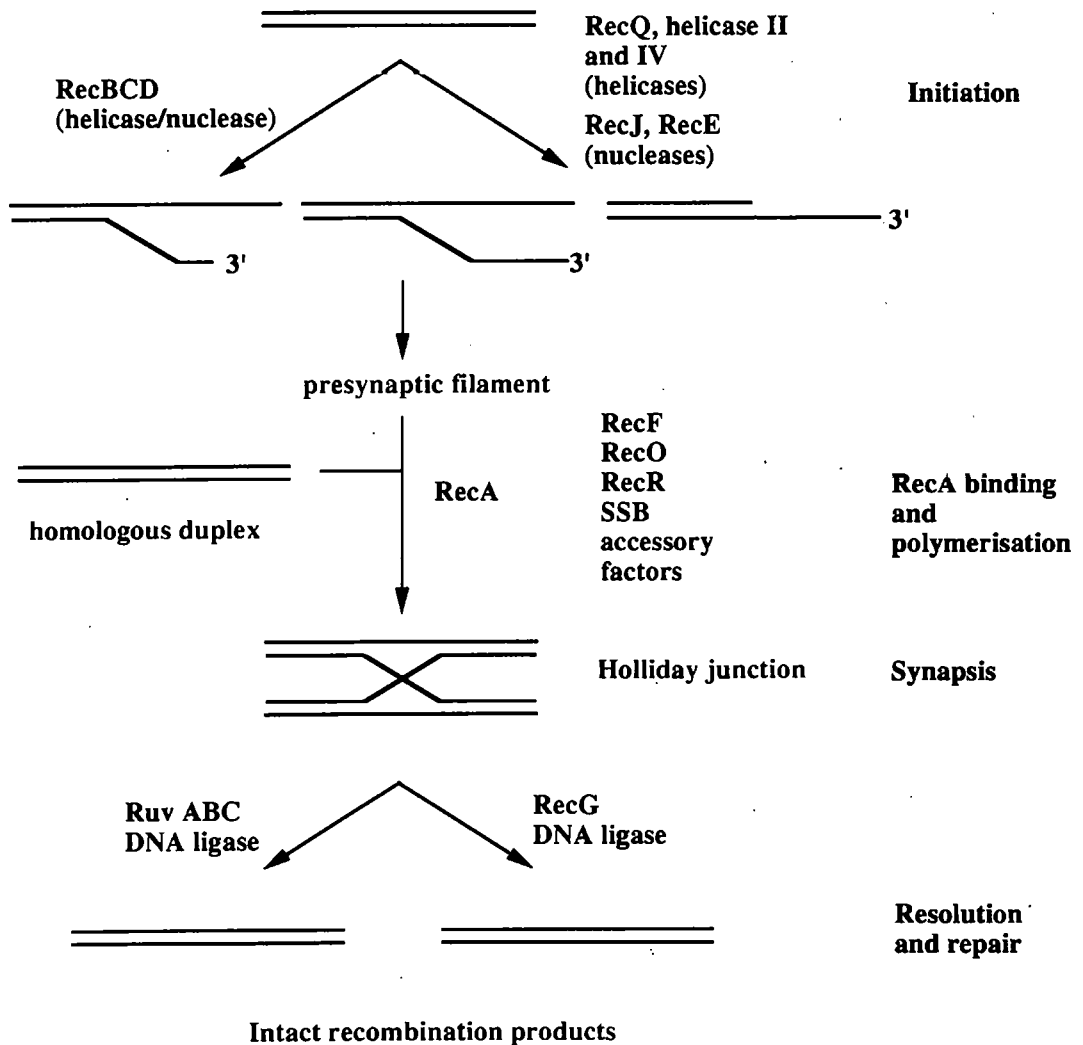 RecBCD
(helicase/nuclease)
RecQ, helicase II
and IV
(helicases)
RecJ, RecE
(nucleases)
Initiation
3'
3'
3'
presynaptic filament
homologous duplex
RecA
RecF
RecO
RecR
SSB
accessory
factors
RecA binding
and
polymerisation
Holliday junction
Synapsis
Ruv ABC
DNA ligase
RecG
DNA ligase
Resolution
and repair
Intact recombination products